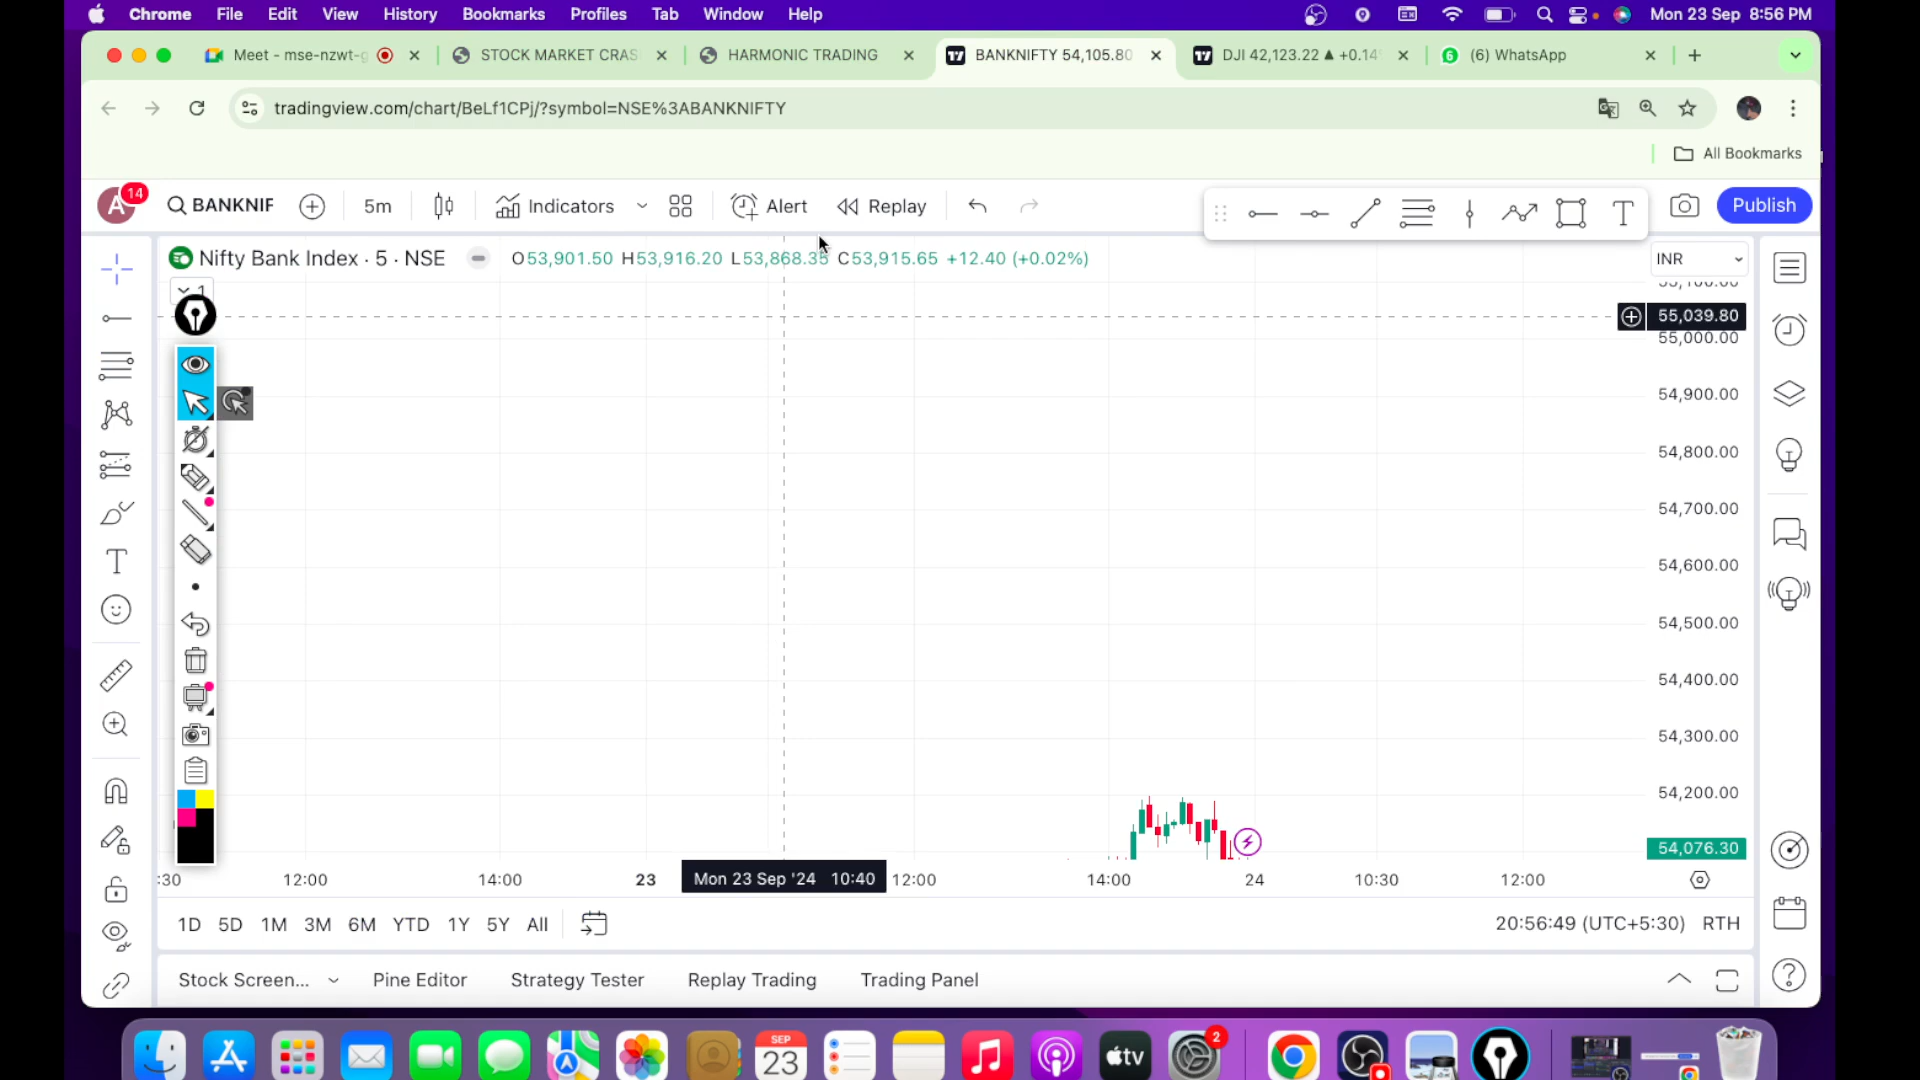 Chrome File Edit View History Bookmarks Profiles Tab Window Help Mon 23 Sep 8:56 PM
Meet - mse-nzwt-g STOCK MARKET CRAS HARMONIC TRADING BANKNIFTY 54,105.80 DJI 42,123.22 ▲ +0.14 6 (6) WhatsApp
tradingview.com/chart/BeLf1CPj/?symbol=NSE%3ABANKNIFTY
All Bookmarks
A 14 BANKNIF 5m Indicators Alert Replay T Publish
Nifty Bank Index · 5 · NSE O53,901.50 H53,916.20 L53,868.35 C53,915.65 +12.40 (+0.02%) INR
1
55,039.80
55,000.00
54,900.00
54,800.00
54,700.00
T
54,600.00
54,500.00
54,400.00
54,300.00
54,200.00
54,076.30
:30 12:00 14:00 23 Mon 23 Sep '24 10:40 12:00 14:00 24 10:30 12:00
1D 5D 1M 3M 6M YTD 1Y 5Y All 20:56:49 (UTC+5:30) RTH
Stock Screen... Pine Editor Strategy Tester Replay Trading Trading Panel
SEP
23
tv
2